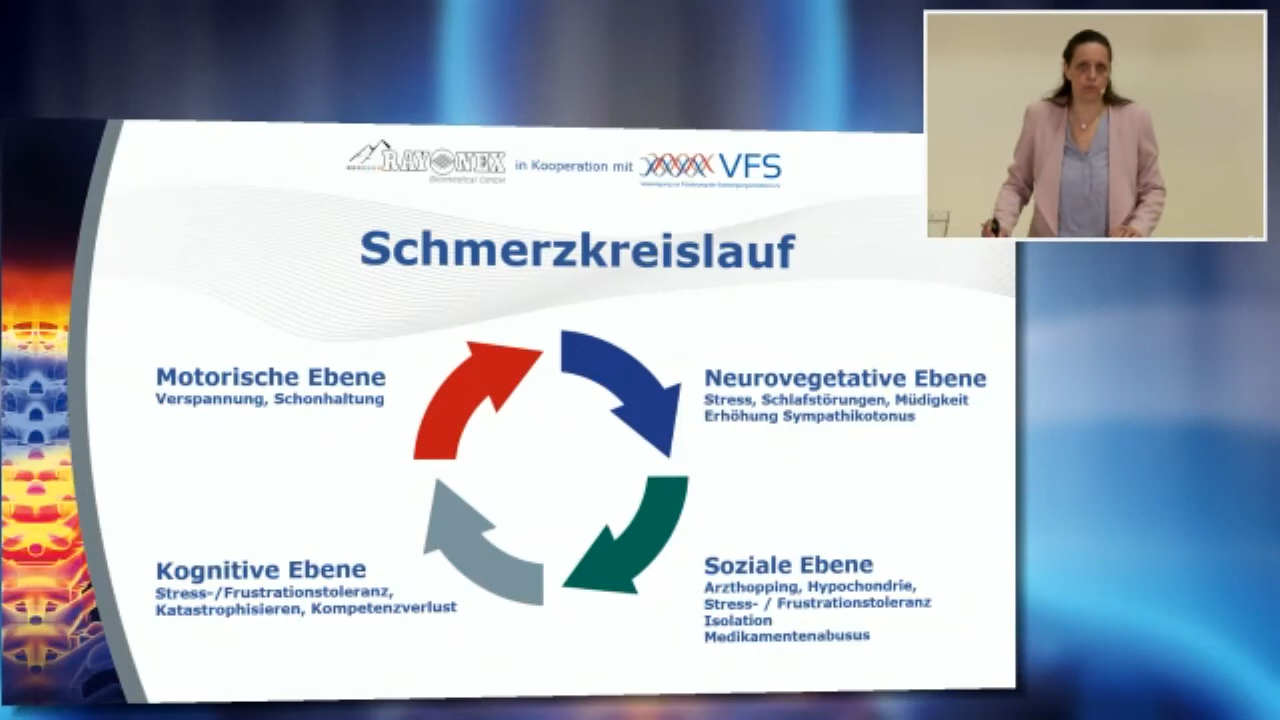 RAYONEX
Biomedical GmbH
in Kooperation mit
VFS
Schmerzkreislauf
Motorische Ebene
Verspannung, Schonhaltung
Neurovegetative Ebene
Stress, Schlafstörungen, Müdigkeit
Erhöhung Sympathikotonus
Kognitive Ebene
Stress-/Frustrationstoleranz,
Katastrophisieren, Kompetenzverlust
Soziale Ebene
Arzthopping, Hypochondrie,
Stress- / Frustrationstoleranz
Isolation
Medikamentenabusus